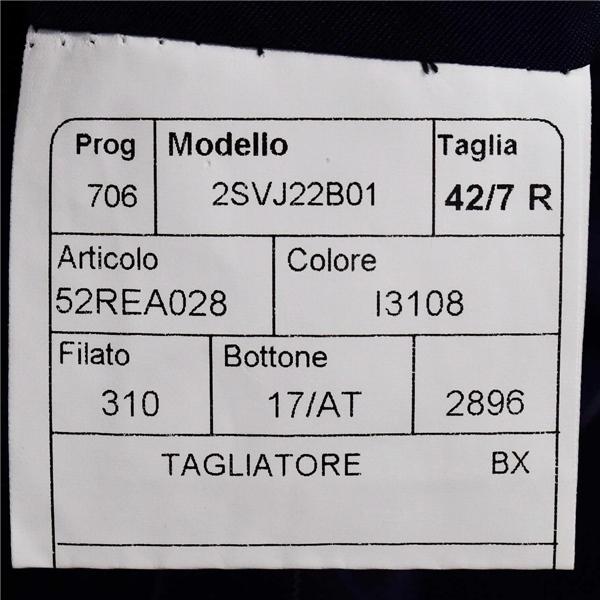 Prog Modello Taglia
706 2SVJ22B01 42/7 R
Articolo Colore
52REA028 I3108
Filato Bottone
310 17/AT 2896
TAGLIATORE BX